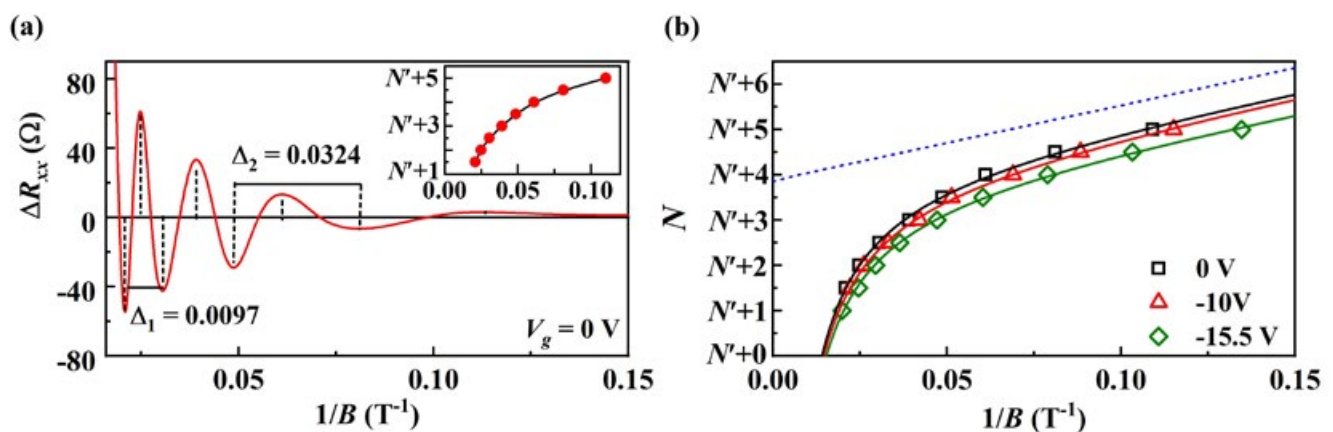 (a)
80
40
0
-40
-80
ΔRxx (Ω)
Δ1 = 0.0097
Δ2 = 0.0324
Vg = 0 V
N'+5
N'+3
N'+1
0.00 0.05 0.10
0.05 0.10 0.15
1/B (T-1)
(b)
N'+6
N'+5
N'+4
N'+3
N'+2
N'+1
N'+0
N
0 V
-10V
-15.5 V
0.00 0.05 0.10 0.15
1/B (T-1)